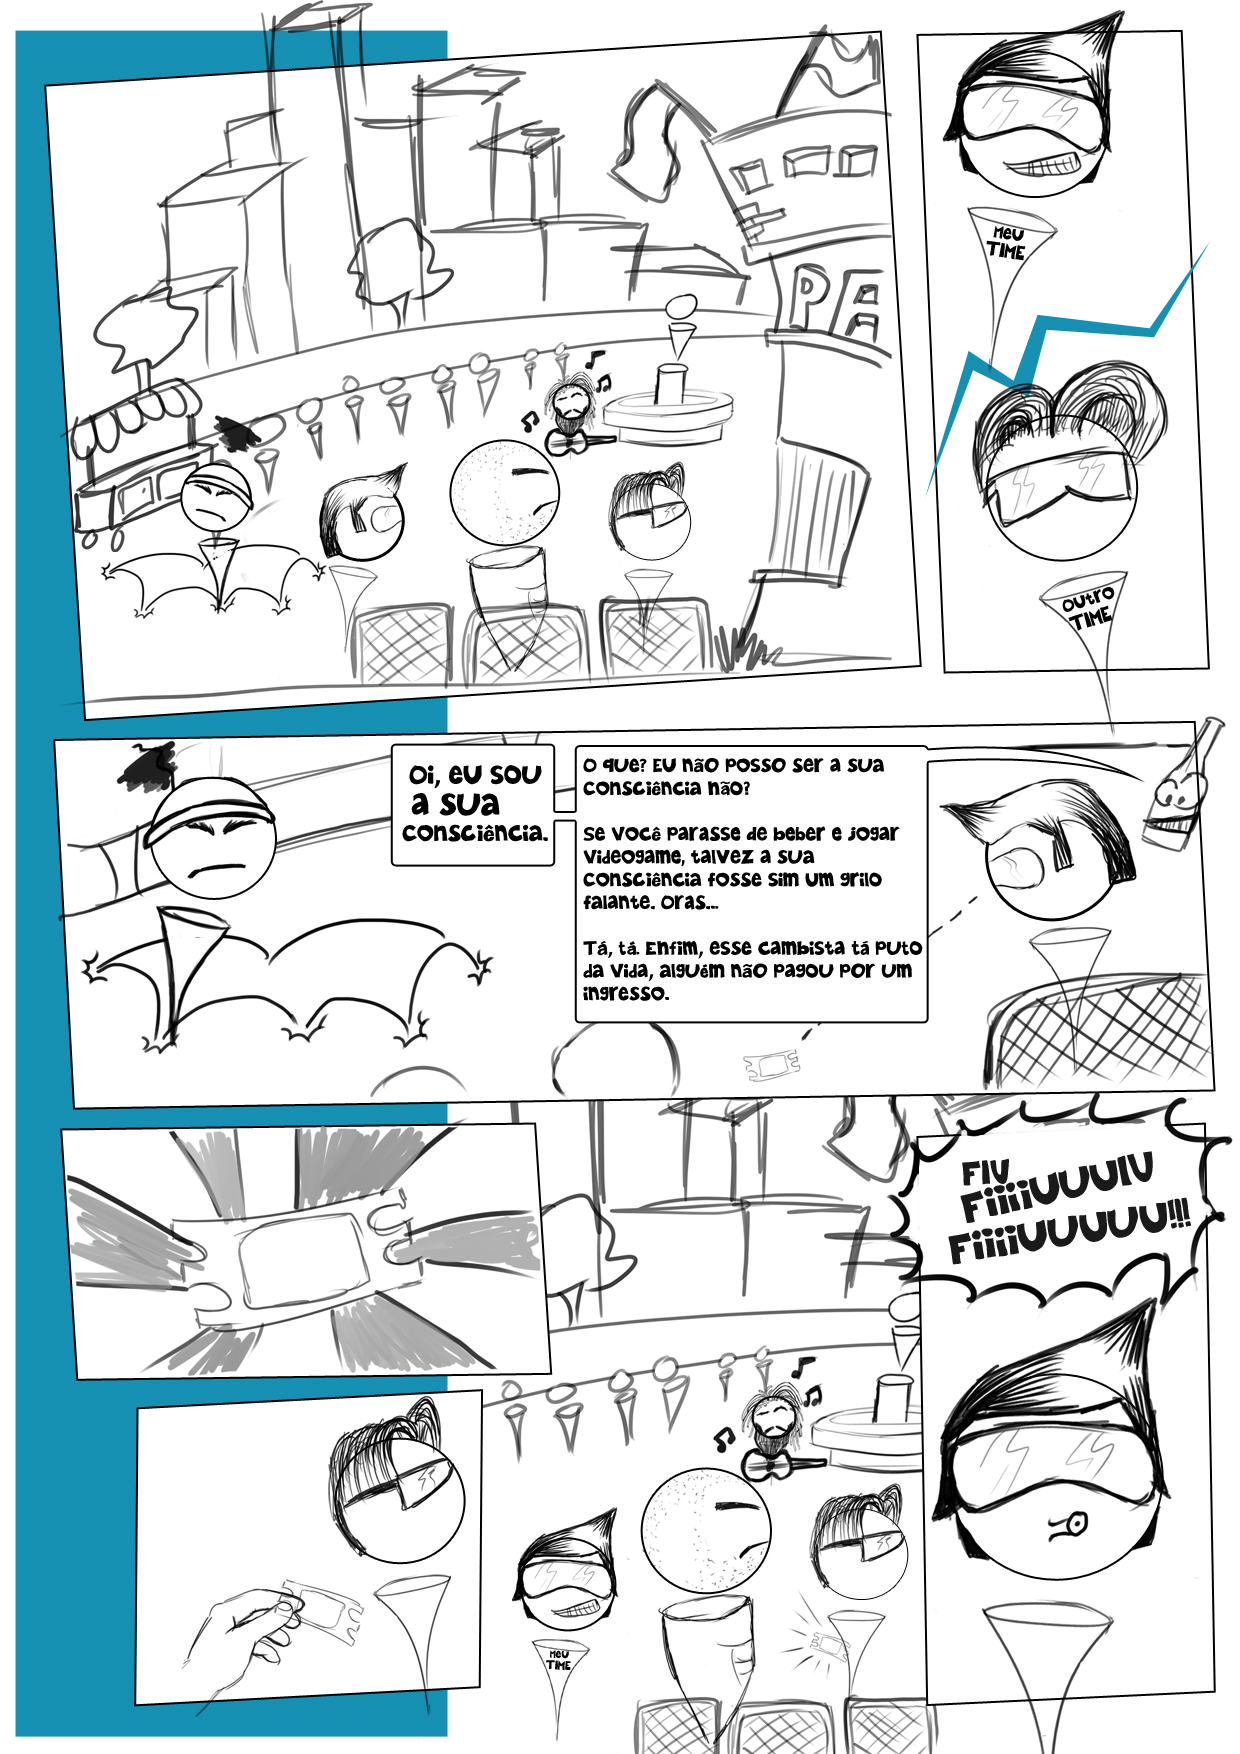 PA
MeU
TIME
OUTRO
TIME
Oi, EU SOU
a SUa
consciência.
O que? EU não posso ser a sua
consciência não?
Se você parasse de beber e jogar
videogame, talvez a sua
consciência fosse sim um grilo
falante. Oras...
Tá, tá. Enfim, esse cambista tá puto
da vida, alguém não pagou por um
ingresso.
FIU
FiiiiUUUIU
FiiiiUUUUU!!!
MeU
TIME